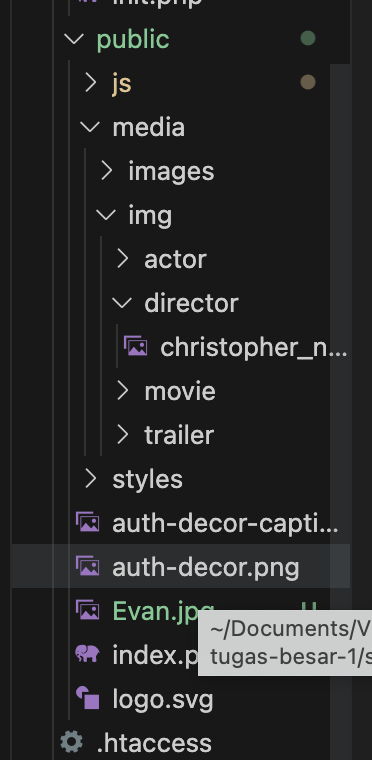 init.php
public
js
media
images
img
actor
director
christopher_n...
movie
trailer
styles
auth-decor-capti...
auth-decor.png
Evan.jpg U
~/Documents/V
index.p
tugas-besar-1/s
logo.svg
.htaccess